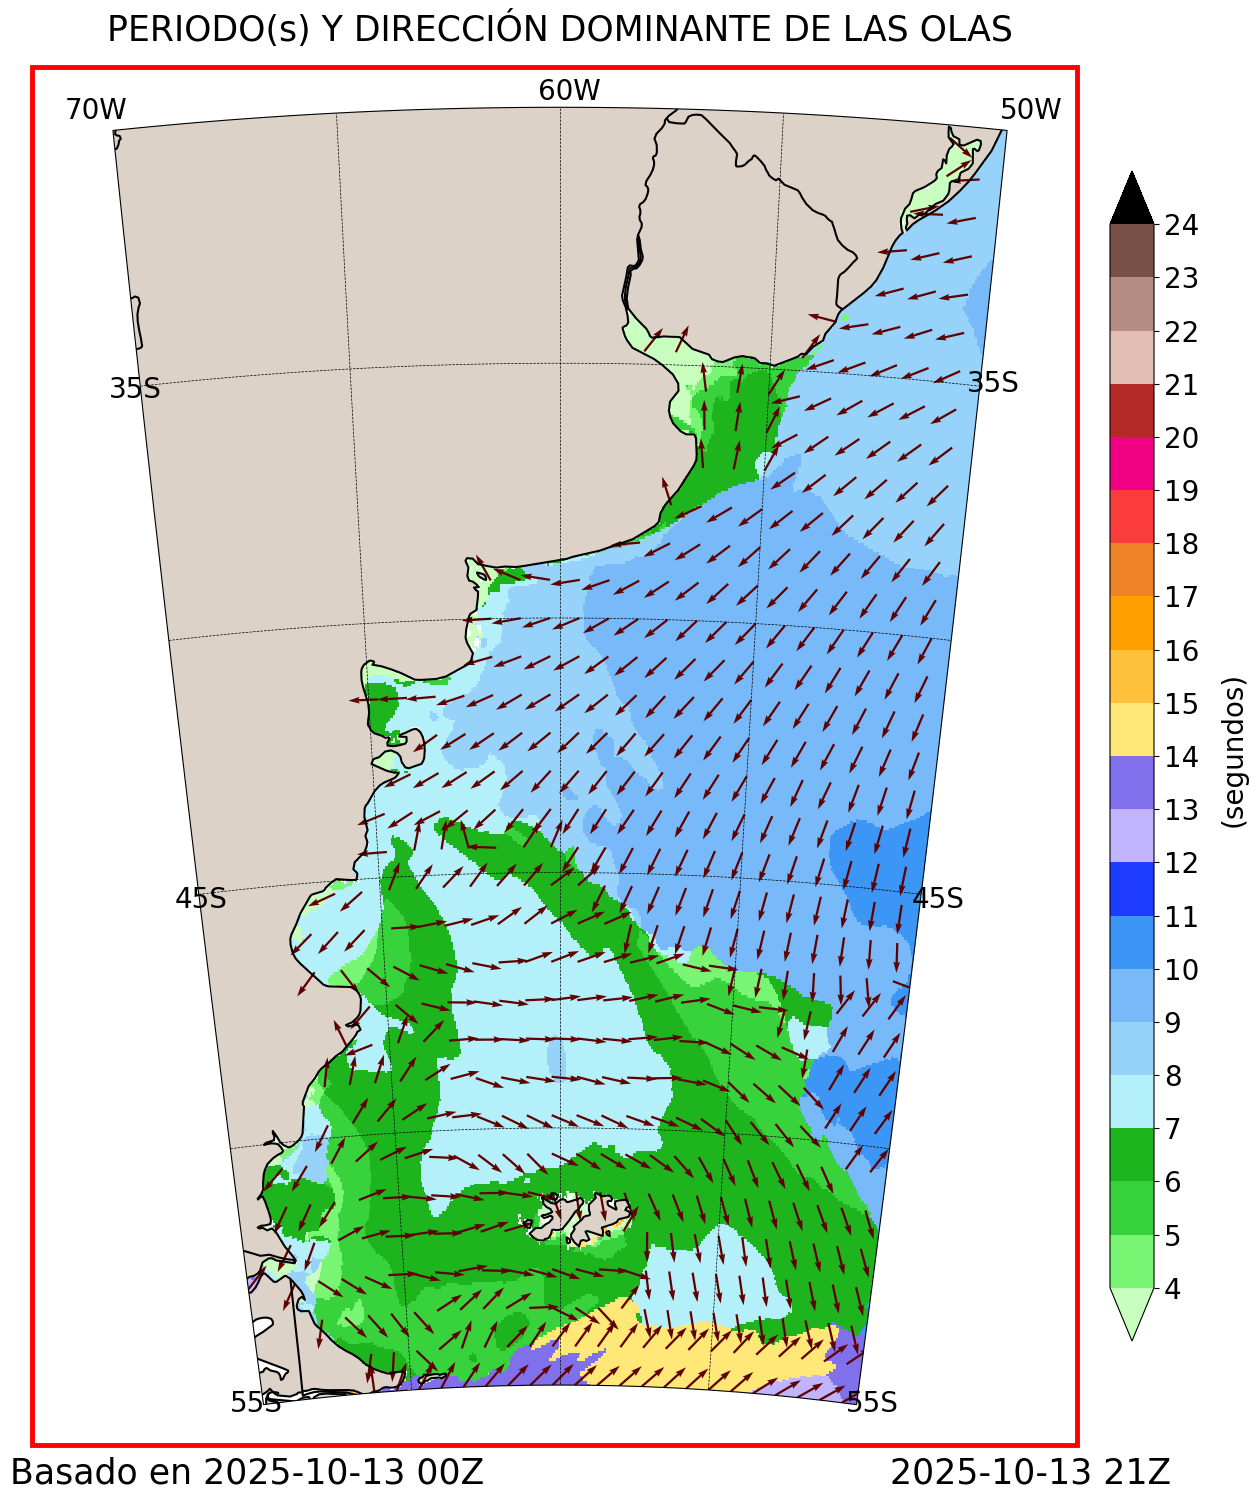 PERIODO(s) Y DIRECCIÓN DOMINANTE DE LAS OLAS
70W
60W
50W
35S
35S
45S
45S
55S
55S
24
23
22
21
20
19
18
17
16
15
14
13
12
11
10
9
8
7
6
5
4
(segundos)
Basado en 2025-10-13 00Z
2025-10-13 21Z